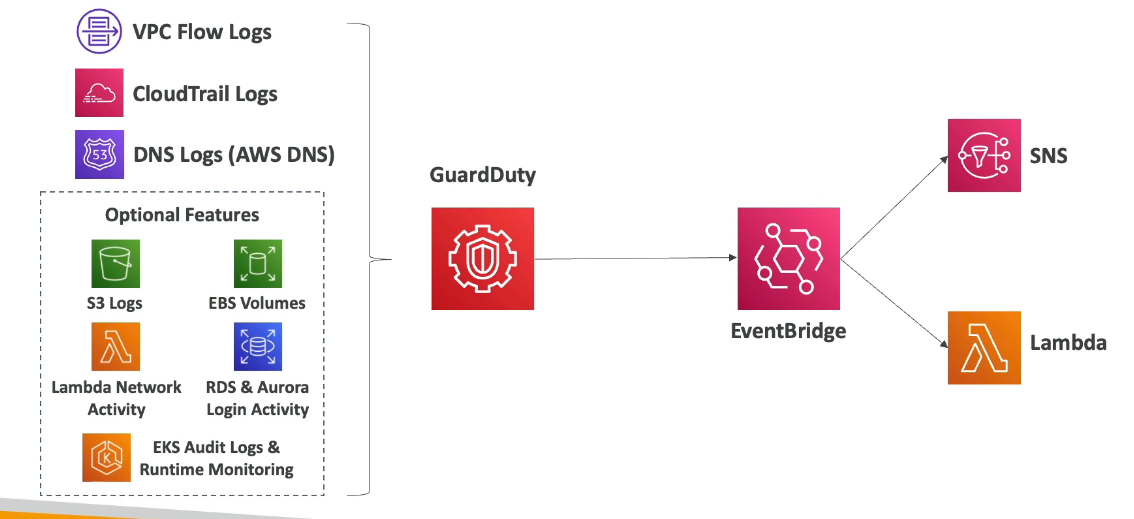 VPC Flow Logs
CloudTrail Logs
53
DNS Logs (AWS DNS)
Optional Features
S3 Logs
EBS Volumes
Lambda Network
Activity
RDS & Aurora
Login Activity
K
EKS Audit Logs &
Runtime Monitoring
GuardDuty
EventBridge
SNS
Lambda